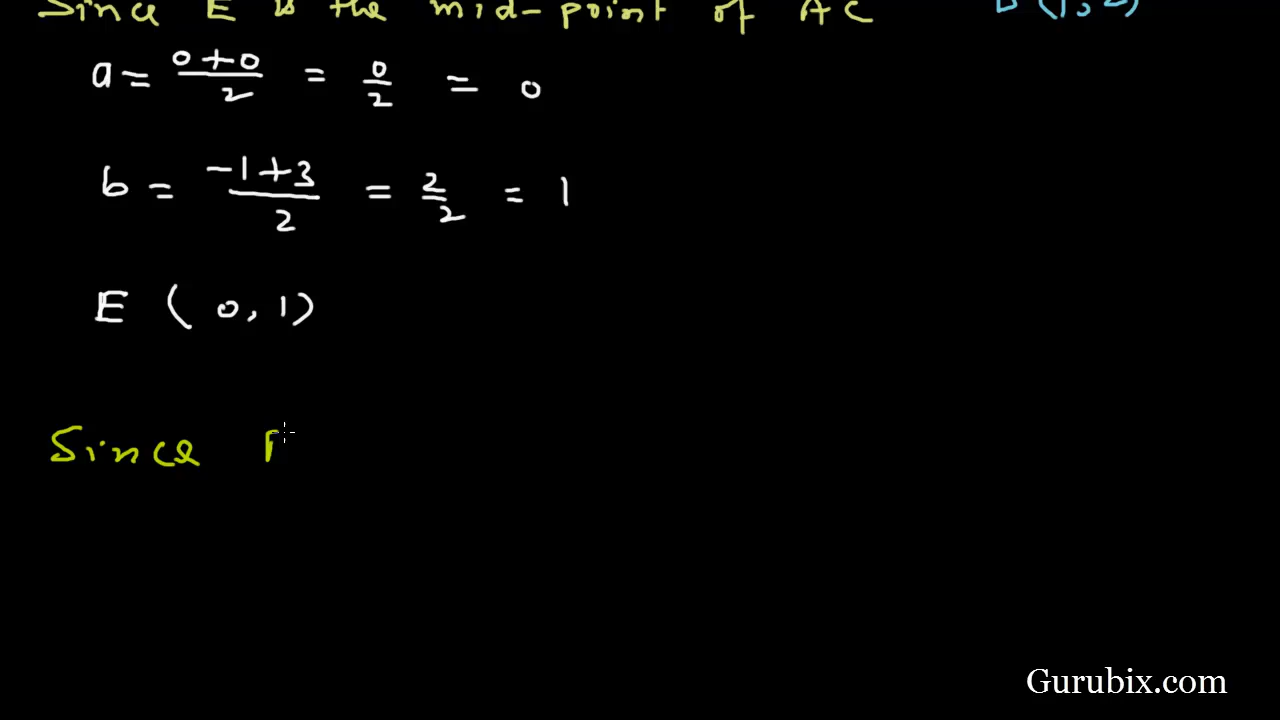 Since E is the mid-point of AC
a = 0+0/2 = 0/2 = 0
b = -1+3/2 = 2/2 = 1
E ( 0, 1)
Since
Gurubix.com